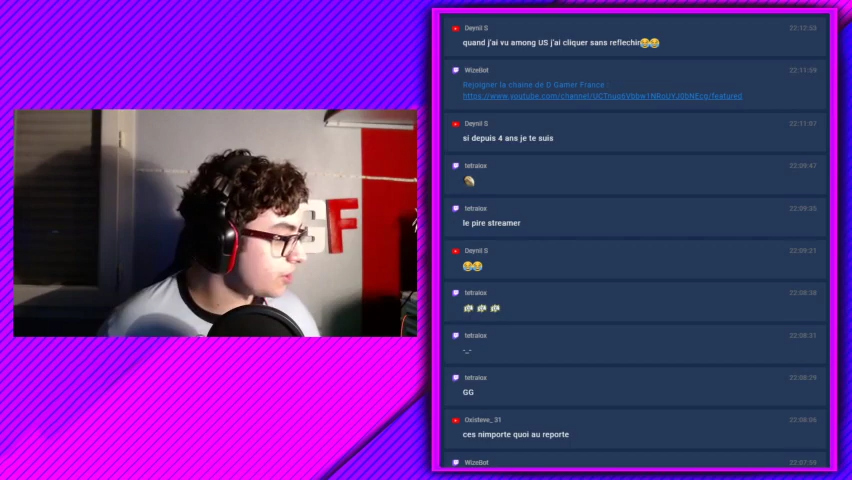 GF
Deynil S 22:12:53
quand j'ai vu among US j'ai cliquer sans reflechir😂😂
WizeBot 22:11:59
Rejoigner la chaine de D Gamer France :
Deynil S 22:11:07
si depuis 4 ans je te suis
tetralox 22:09:47
tetralox 22:09:35
le pire streamer
Deynil S 22:09:21
😂😂
tetralox 22:08:38
tetralox 22:08:31
-_-
tetralox 22:08:29
GG
Oxisteve_31 22:08:06
ces nimporte quoi au reporte
WizeBot 22:07:59